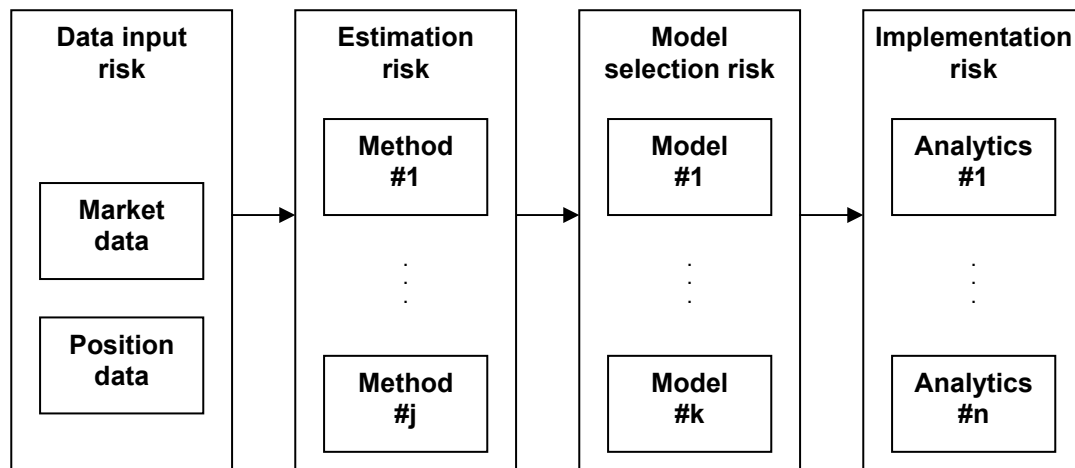 Data input
risk
Market
data
Position
data
Estimation
risk
Method
#1
.
.
.
Method
#j
Model
selection risk
Model
#1
.
.
.
Model
#k
Implementation
risk
Analytics
#1
.
.
.
Analytics
#n